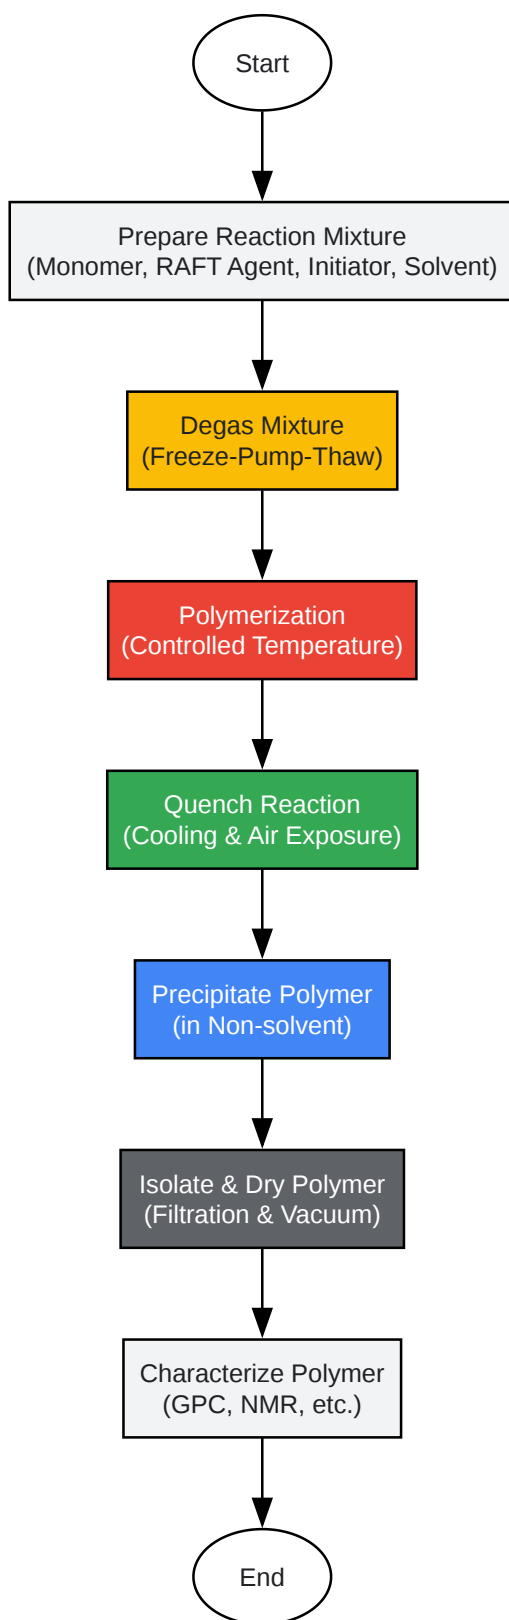 Start
Prepare Reaction Mixture
(Monomer, RAFT Agent, Initiator, Solvent)
Degas Mixture
(Freeze-Pump-Thaw)
Polymerization
(Controlled Temperature)
Quench Reaction
(Cooling & Air Exposure)
Precipitate Polymer
(in Non-solvent)
Isolate & Dry Polymer
(Filtration & Vacuum)
Characterize Polymer
(GPC, NMR, etc.)
End